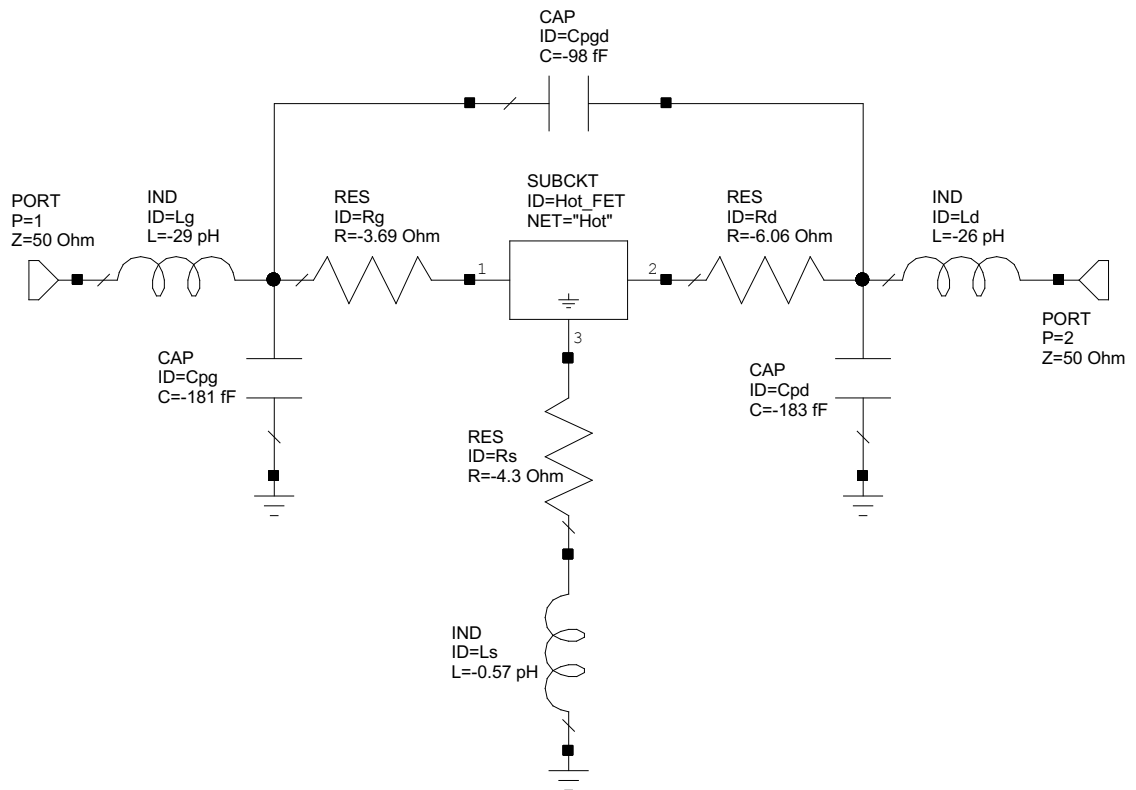 CAP
ID=Cpgd
C=-98 fF
PORT
P=1
Z=50 Ohm
IND
ID=Lg
L=-29 pH
RES
ID=Rg
R=-3.69 Ohm
SUBCKT
ID=Hot_FET
NET="Hot"
RES
ID=Rd
R=-6.06 Ohm
IND
ID=Ld
L=-26 pH
1
2
3
PORT
P=2
Z=50 Ohm
CAP
ID=Cpg
C=-181 fF
CAP
ID=Cpd
C=-183 fF
RES
ID=Rs
R=-4.3 Ohm
IND
ID=Ls
L=-0.57 pH